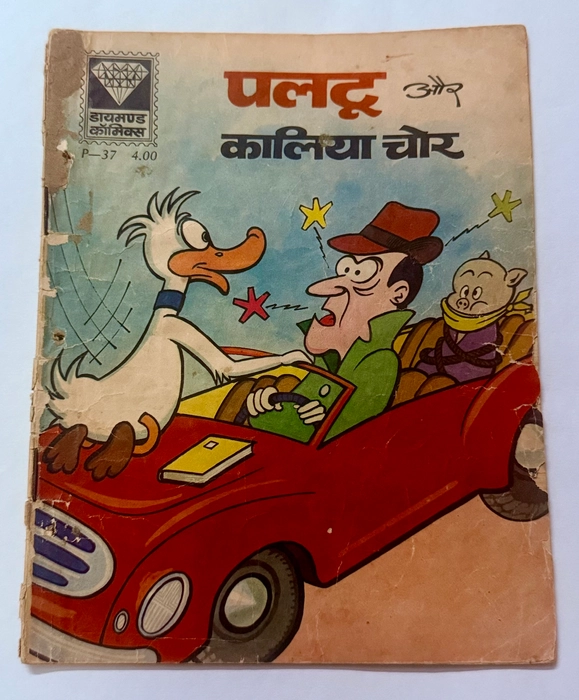 डायमण्ड
कॉमिक्स
P—37 4.00
पलटू और
कालिया चोर